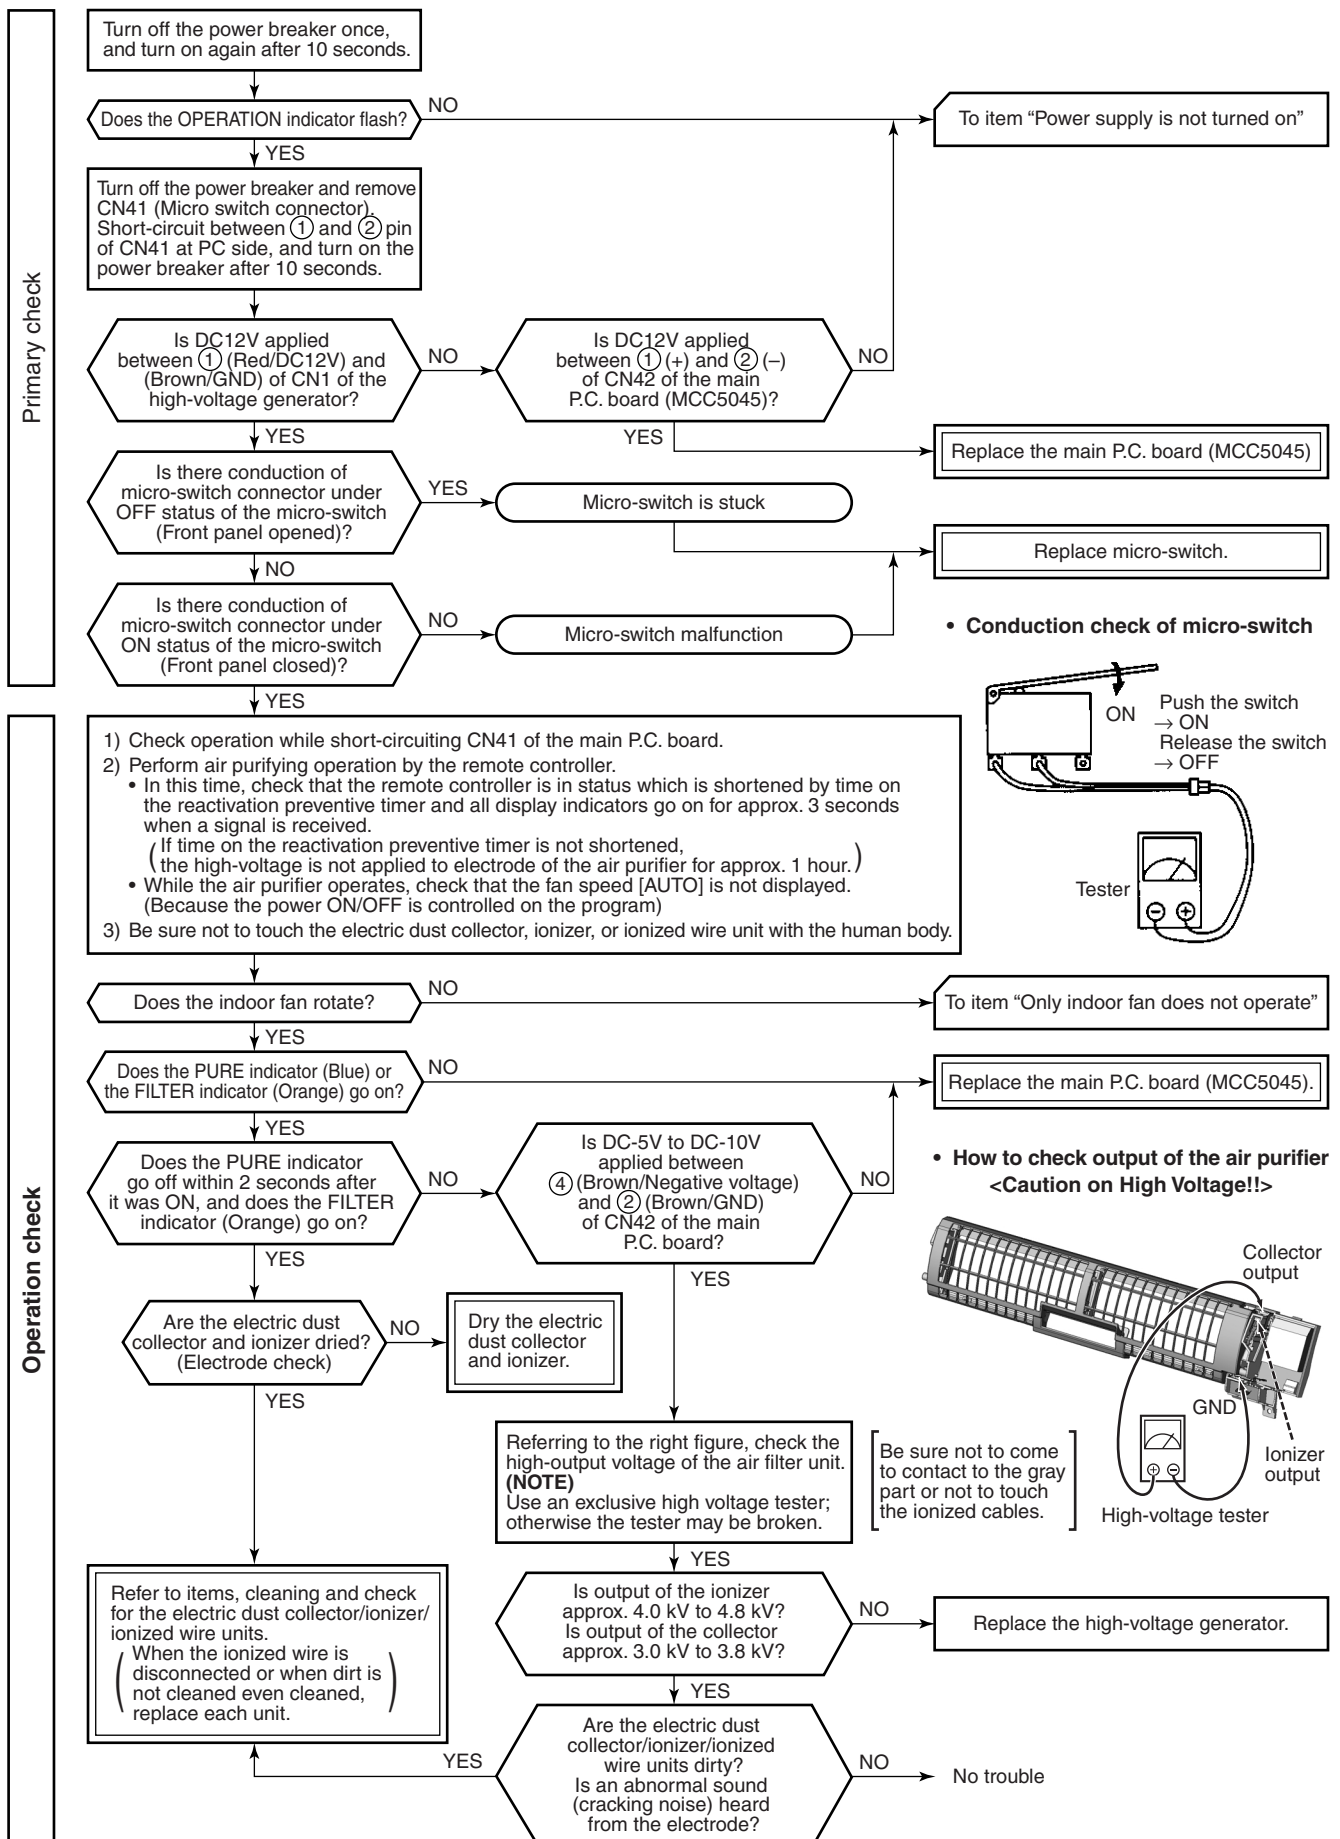 Primary check
Turn off the power breaker once,
and turn on again after 10 seconds.
Does the OPERATION indicator flash?
NO
To item “Power supply is not turned on”
YES
Turn off the power breaker and remove
CN41 (Micro switch connector).
Short-circuit between ① and ② pin
of CN41 at PC side, and turn on the
power breaker after 10 seconds.
Is DC12V applied
between ① (Red/DC12V) and
(Brown/GND) of CN1 of the
high-voltage generator?
NO
Is DC12V applied
between ① (+) and ② (–)
of CN42 of the main
P.C. board (MCC5045)?
NO
YES
YES
Replace the main P.C. board (MCC5045)
Is there conduction of
micro-switch connector under
OFF status of the micro-switch
(Front panel opened)?
YES
Micro-switch is stuck
Replace micro-switch.
NO
Is there conduction of
micro-switch connector under
ON status of the micro-switch
(Front panel closed)?
NO
Micro-switch malfunction
YES
• Conduction check of micro-switch
ON
Push the switch
→ ON
Release the switch
→ OFF
Tester
Operation check
1) Check operation while short-circuiting CN41 of the main P.C. board.
2) Perform air purifying operation by the remote controller.
• In this time, check that the remote controller is in status which is shortened by time on
the reactivation preventive timer and all display indicators go on for approx. 3 seconds
when a signal is received.
( If time on the reactivation preventive timer is not shortened,
the high-voltage is not applied to electrode of the air purifier for approx. 1 hour. )
• While the air purifier operates, check that the fan speed [AUTO] is not displayed.
(Because the power ON/OFF is controlled on the program)
3) Be sure not to touch the electric dust collector, ionizer, or ionized wire unit with the human body.
Does the indoor fan rotate?
NO
To item “Only indoor fan does not operate”
YES
Does the PURE indicator (Blue) or
the FILTER indicator (Orange) go on?
NO
Replace the main P.C. board (MCC5045).
YES
Does the PURE indicator
go off within 2 seconds after
it was ON, and does the FILTER
indicator (Orange) go on?
NO
Is DC-5V to DC-10V
applied between
④ (Brown/Negative voltage)
and ② (Brown/GND)
of CN42 of the main
P.C. board?
NO
YES
YES
• How to check output of the air purifier
<Caution on High Voltage!!>
Collector
output
GND
Ionizer
output
High-voltage tester
Are the electric dust
collector and ionizer dried?
(Electrode check)
NO
Dry the electric
dust collector
and ionizer.
YES
Referring to the right figure, check the
high-output voltage of the air filter unit.
(NOTE)
Use an exclusive high voltage tester;
otherwise the tester may be broken.
[ Be sure not to come
to contact to the gray
part or not to touch
the ionized cables. ]
YES
Is output of the ionizer
approx. 4.0 kV to 4.8 kV?
Is output of the collector
approx. 3.0 kV to 3.8 kV?
NO
Replace the high-voltage generator.
YES
Refer to items, cleaning and check
for the electric dust collector/ionizer/
ionized wire units.
( When the ionized wire is
disconnected or when dirt is
not cleaned even cleaned,
replace each unit. )
Are the electric dust
collector/ionizer/ionized
wire units dirty?
Is an abnormal sound
(cracking noise) heard
from the electrode?
YES
NO
No trouble